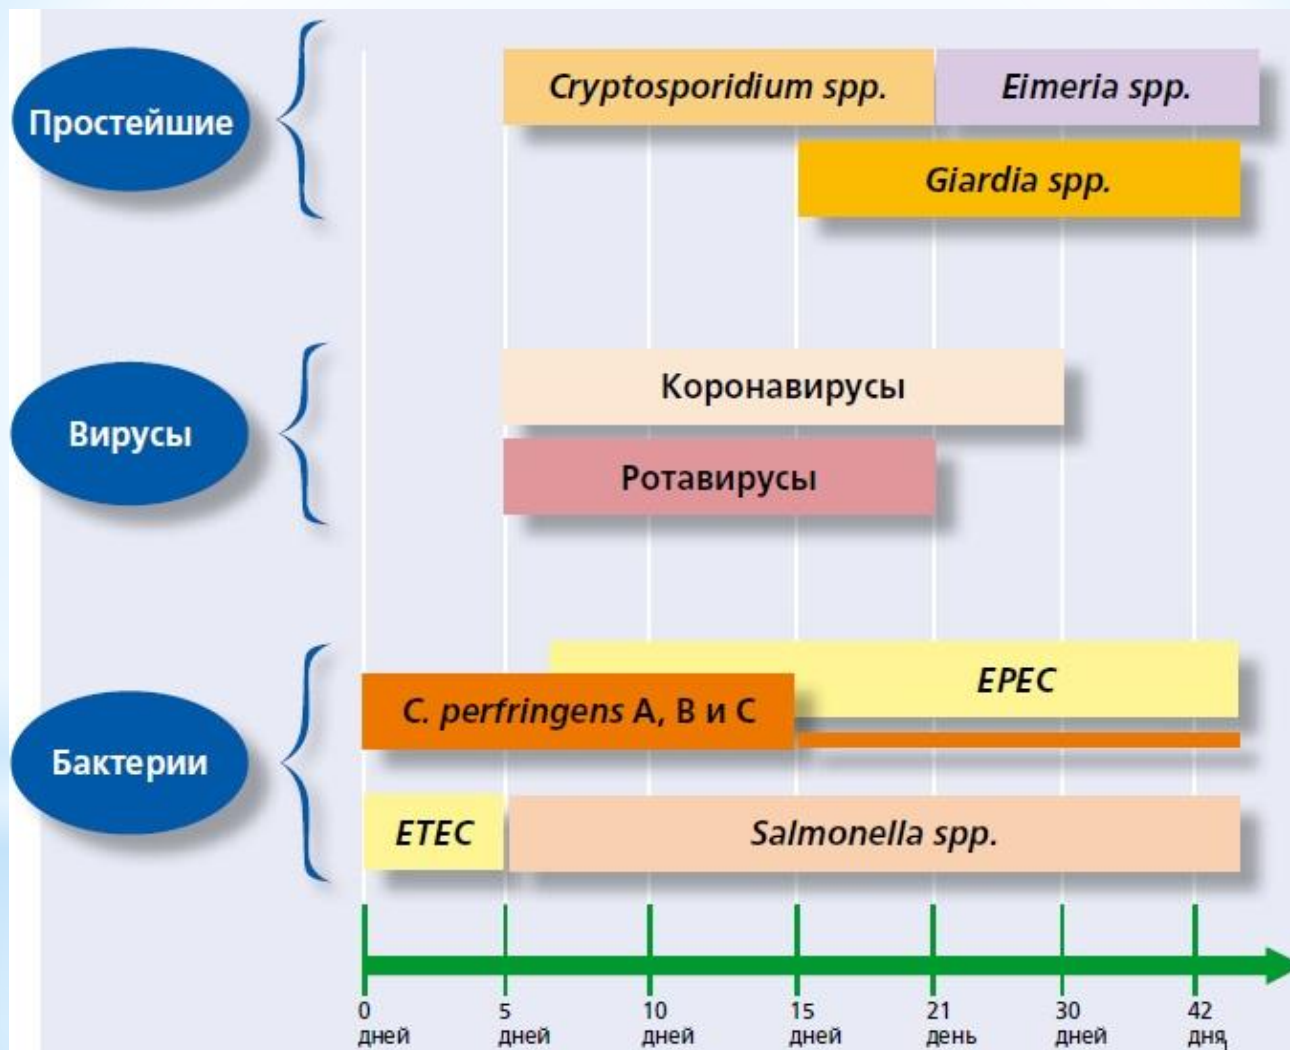 Простейшие
Cryptosporidium spp.
Eimeria spp.
Giardia spp.
Вирусы
Коронавирусы
Ротавирусы
Бактерии
EPEC
C. perfringens A, B и C
ETEC
Salmonella spp.
0
дней
5
дней
10
дней
15
дней
21
день
30
дней
42
дня